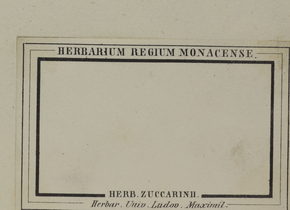 HERBARIUM REGIUM MONACENSE.
HERB. ZUCCARINII.
Herbar. Univ. Ludov. Maximil.